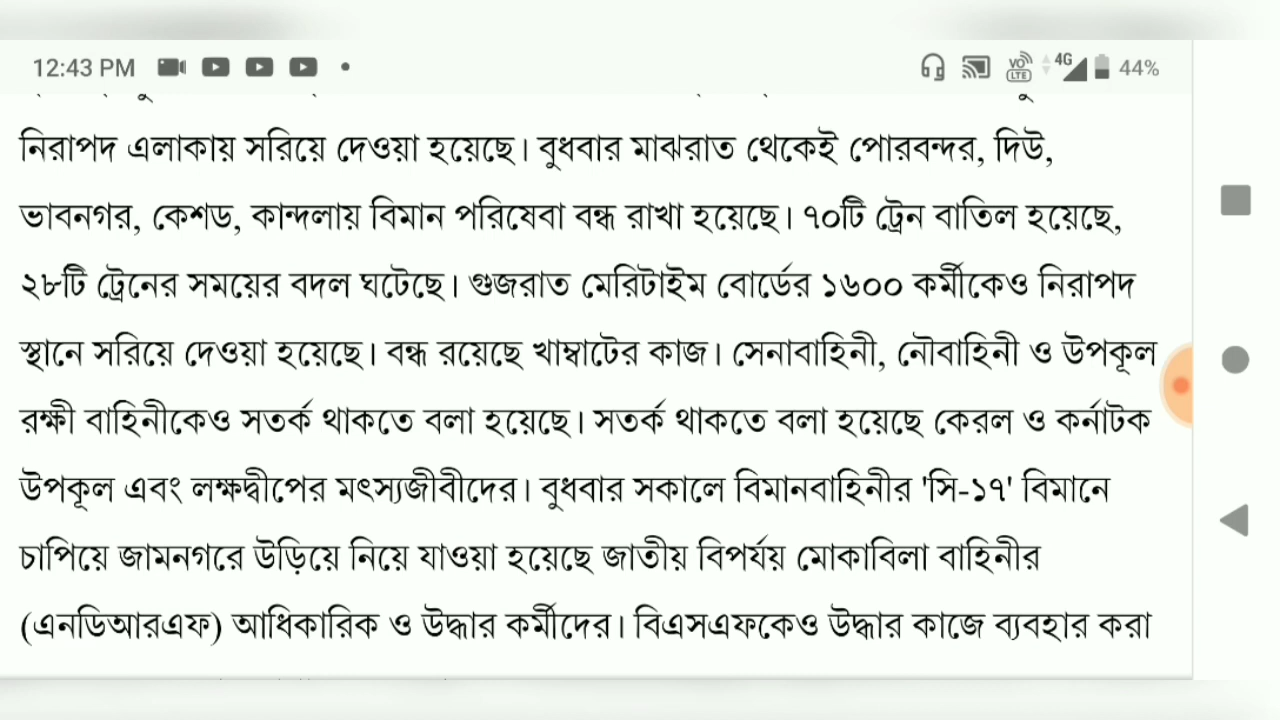 12:43 PM
VO LTE 4G 44%
নিরাপদ এলাকায় সরিয়ে দেওয়া হয়েছে। বুধবার মাঝরাত থেকেই পোরবন্দর, দিউ,
ভাবনগর, কেশড, কান্দলায় বিমান পরিষেবা বন্ধ রাখা হয়েছে। ৭০টি ট্রেন বাতিল হয়েছে,
২৮টি ট্রেনের সময়ের বদল ঘটেছে। গুজরাত মেরিটাইম বোর্ডের ১৬০০ কর্মীকেও নিরাপদ
স্থানে সরিয়ে দেওয়া হয়েছে। বন্ধ রয়েছে খাম্বাটের কাজ। সেনাবাহিনী, নৌবাহিনী ও উপকূল
রক্ষী বাহিনীকেও সতর্ক থাকতে বলা হয়েছে। সতর্ক থাকতে বলা হয়েছে কেরল ও কর্নাটক
উপকূল এবং লক্ষদ্বীপের মৎস্যজীবীদের। বুধবার সকালে বিমানবাহিনীর 'সি-১৭' বিমানে
চাপিয়ে জামনগরে উড়িয়ে নিয়ে যাওয়া হয়েছে জাতীয় বিপর্যয় মোকাবিলা বাহিনীর
(এনডিআরএফ) আধিকারিক ও উদ্ধার কর্মীদের। বিএসএফকেও উদ্ধার কাজে ব্যবহার করা